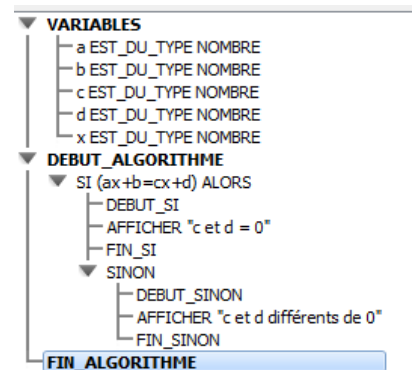 VARIABLES
a EST_DU_TYPE NOMBRE
b EST_DU_TYPE NOMBRE
c EST_DU_TYPE NOMBRE
d EST_DU_TYPE NOMBRE
x EST_DU_TYPE NOMBRE
DEBUT_ALGORITHME
SI (ax+b=cx+d) ALORS
DEBUT_SI
AFFICHER "c et d = 0"
FIN_SI
SINON
DEBUT_SINON
AFFICHER "c et d différents de 0"
FIN_SINON
FIN_ALGORITHME